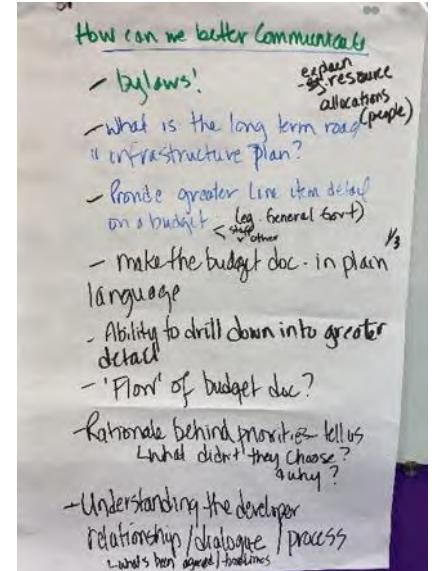 How can we better Communicate
- bylaws!
- explain resource
allocations
(people)
- What is the long term road
" infrastructure plan?
- Provide greater line item detail
on a budget (eg. General Gov't)
< staff
other
1/3
- make the budget doc. in plain
language
- Ability to drill down into greater
detail
- 'Flow' of budget doc?
- Rationale behind priorities - tell us
what didn't they choose?
& why?
- Understanding the developer
relationship / dialogue / process
what's been agreed / timelines